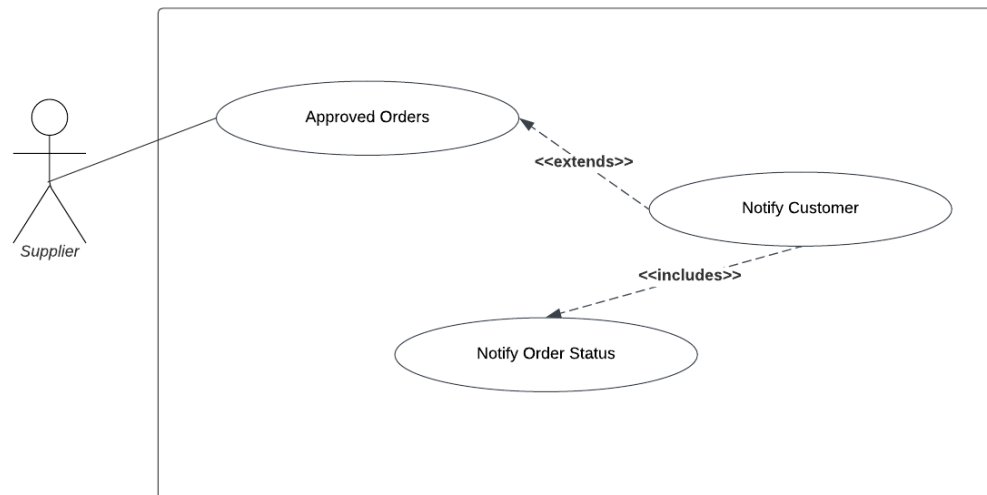 Approved Orders
<<extends>>
Notify Customer
Supplier
<<includes>>
Notify Order Status